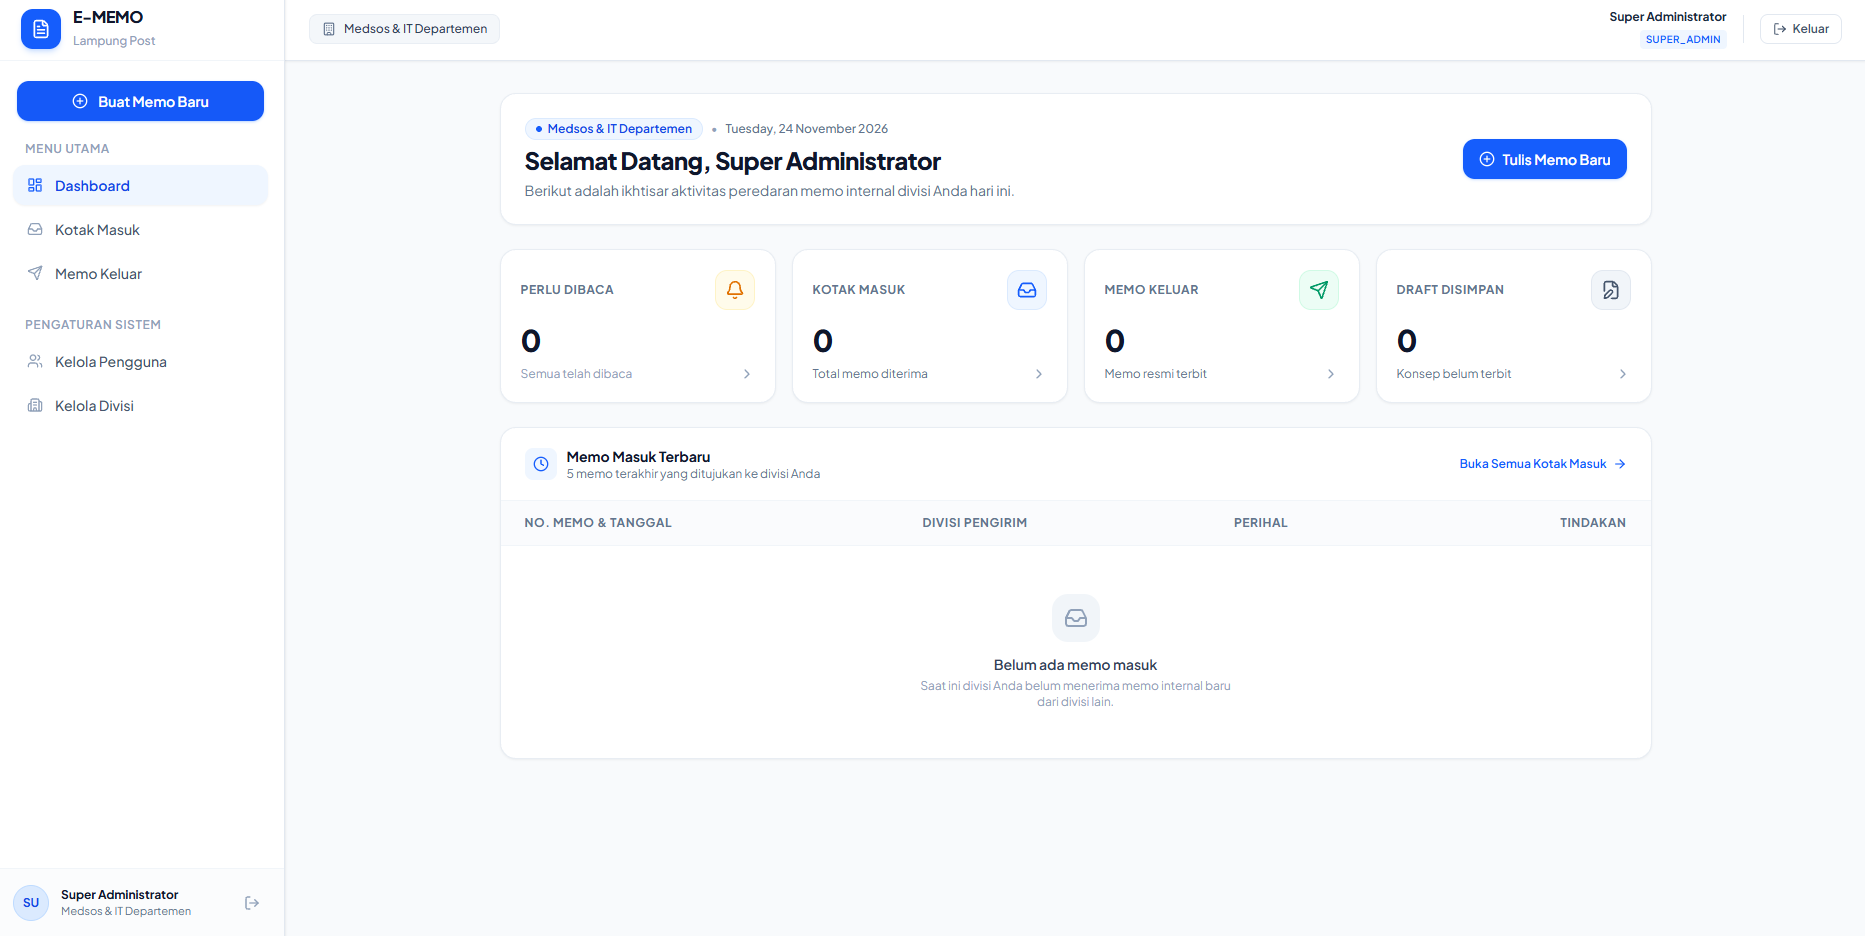 E-MEMO
Lampung Post
Buat Memo Baru
MENU UTAMA
Dashboard
Kotak Masuk
Memo Keluar
PENGATURAN SISTEM
Kelola Pengguna
Kelola Divisi
SU
Super Administrator
Medsos & IT Departemen
Medsos & IT Departemen
Super Administrator
SUPER_ADMIN
Keluar
Medsos & IT Departemen • Tuesday, 24 November 2026
Selamat Datang, Super Administrator
Berikut adalah ikhtisar aktivitas peredaran memo internal divisi Anda hari ini.
Tulis Memo Baru
PERLU DIBACA
0
Semua telah dibaca
KOTAK MASUK
0
Total memo diterima
MEMO KELUAR
0
Memo resmi terbit
DRAFT DISIMPAN
0
Konsep belum terbit
Memo Masuk Terbaru
5 memo terakhir yang ditujukan ke divisi Anda
Buka Semua Kotak Masuk
NO. MEMO & TANGGAL DIVISI PENGIRIM PERIHAL TINDAKAN
Belum ada memo masuk
Saat ini divisi Anda belum menerima memo internal baru
dari divisi lain.